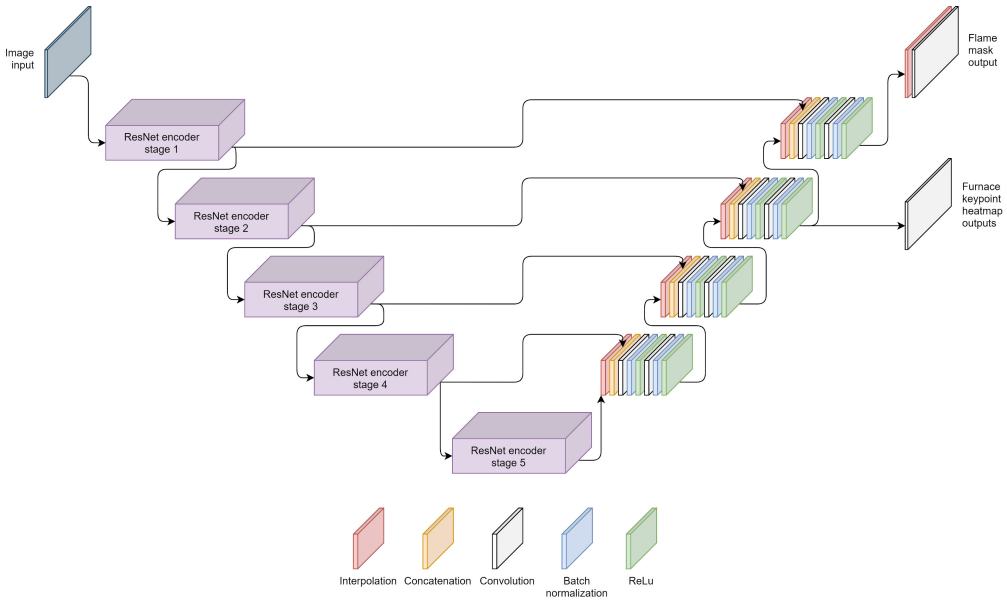 Image
input
Flame
mask
output
ResNet encoder
stage 1
ResNet encoder
stage 2
Furnace
keypoint
heatmap
outputs
ResNet encoder
stage 3
ResNet encoder
stage 4
ResNet encoder
stage 5
Interpolation
Concatenation
Convolution
Batch
normalization
ReLu